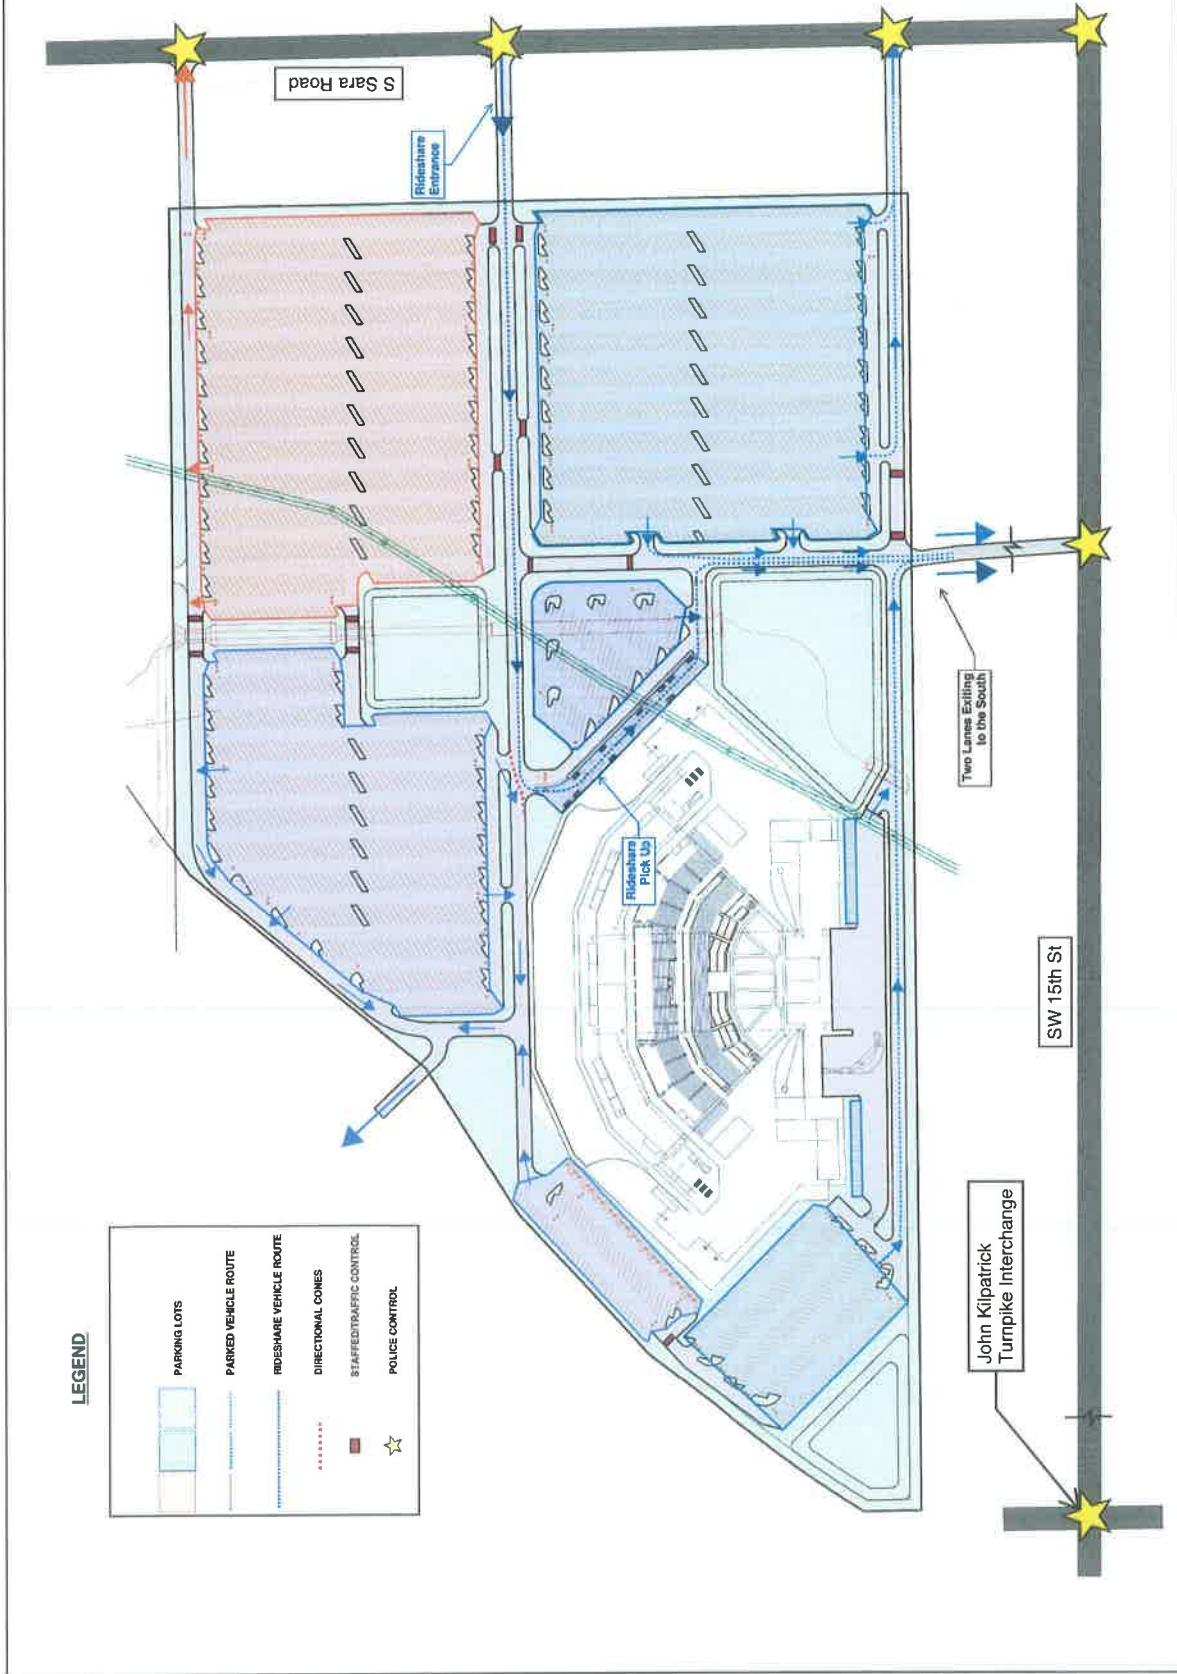 S Sara Road
Rideshare
Entrance
Rideshare
Pick Up
Two Lanes Exiting
to the South
SW 15th St
John Kilpatrick
Turnpike Interchange
LEGEND
PARKING LOTS
PARKED VEHICLE ROUTE
RIDESHARE VEHICLE ROUTE
DIRECTIONAL CONES
STAFFED/TRAFFIC CONTROL
POLICE CONTROL